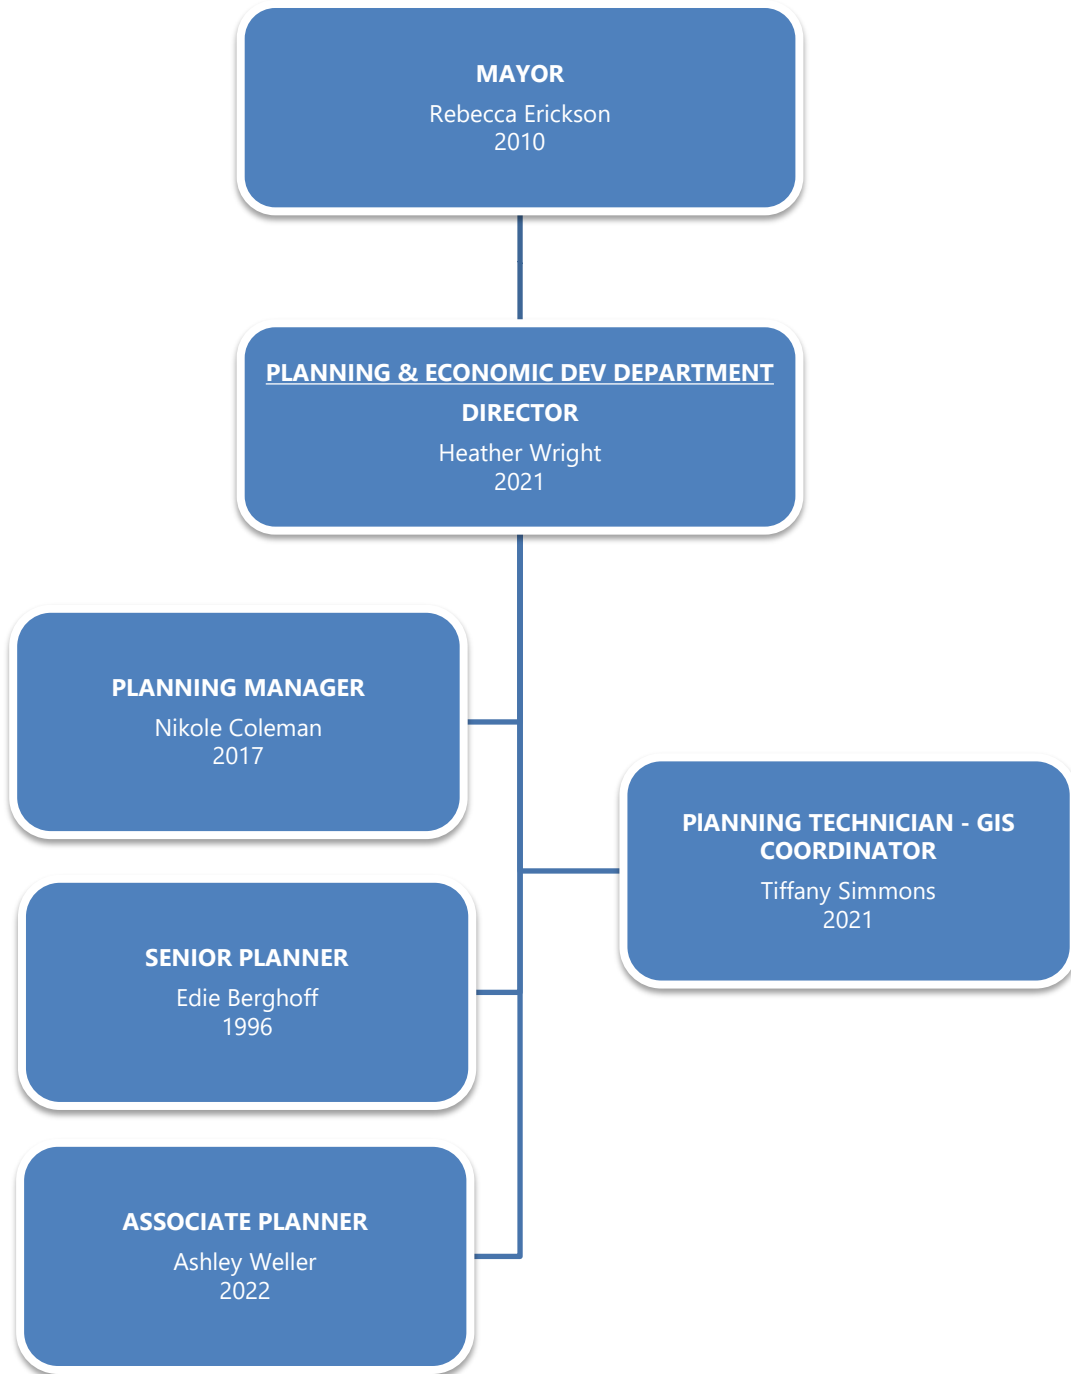 MAYOR
Rebecca Erickson
2010
PLANNING & ECONOMIC DEV DEPARTMENT
DIRECTOR
Heather Wright
2021
PLANNING MANAGER
Nikole Coleman
2017
PlANNING TECHNICIAN - GIS
COORDINATOR
Tiffany Simmons
2021
SENIOR PLANNER
Edie Berghoff
1996
ASSOCIATE PLANNER
Ashley Weller
2022